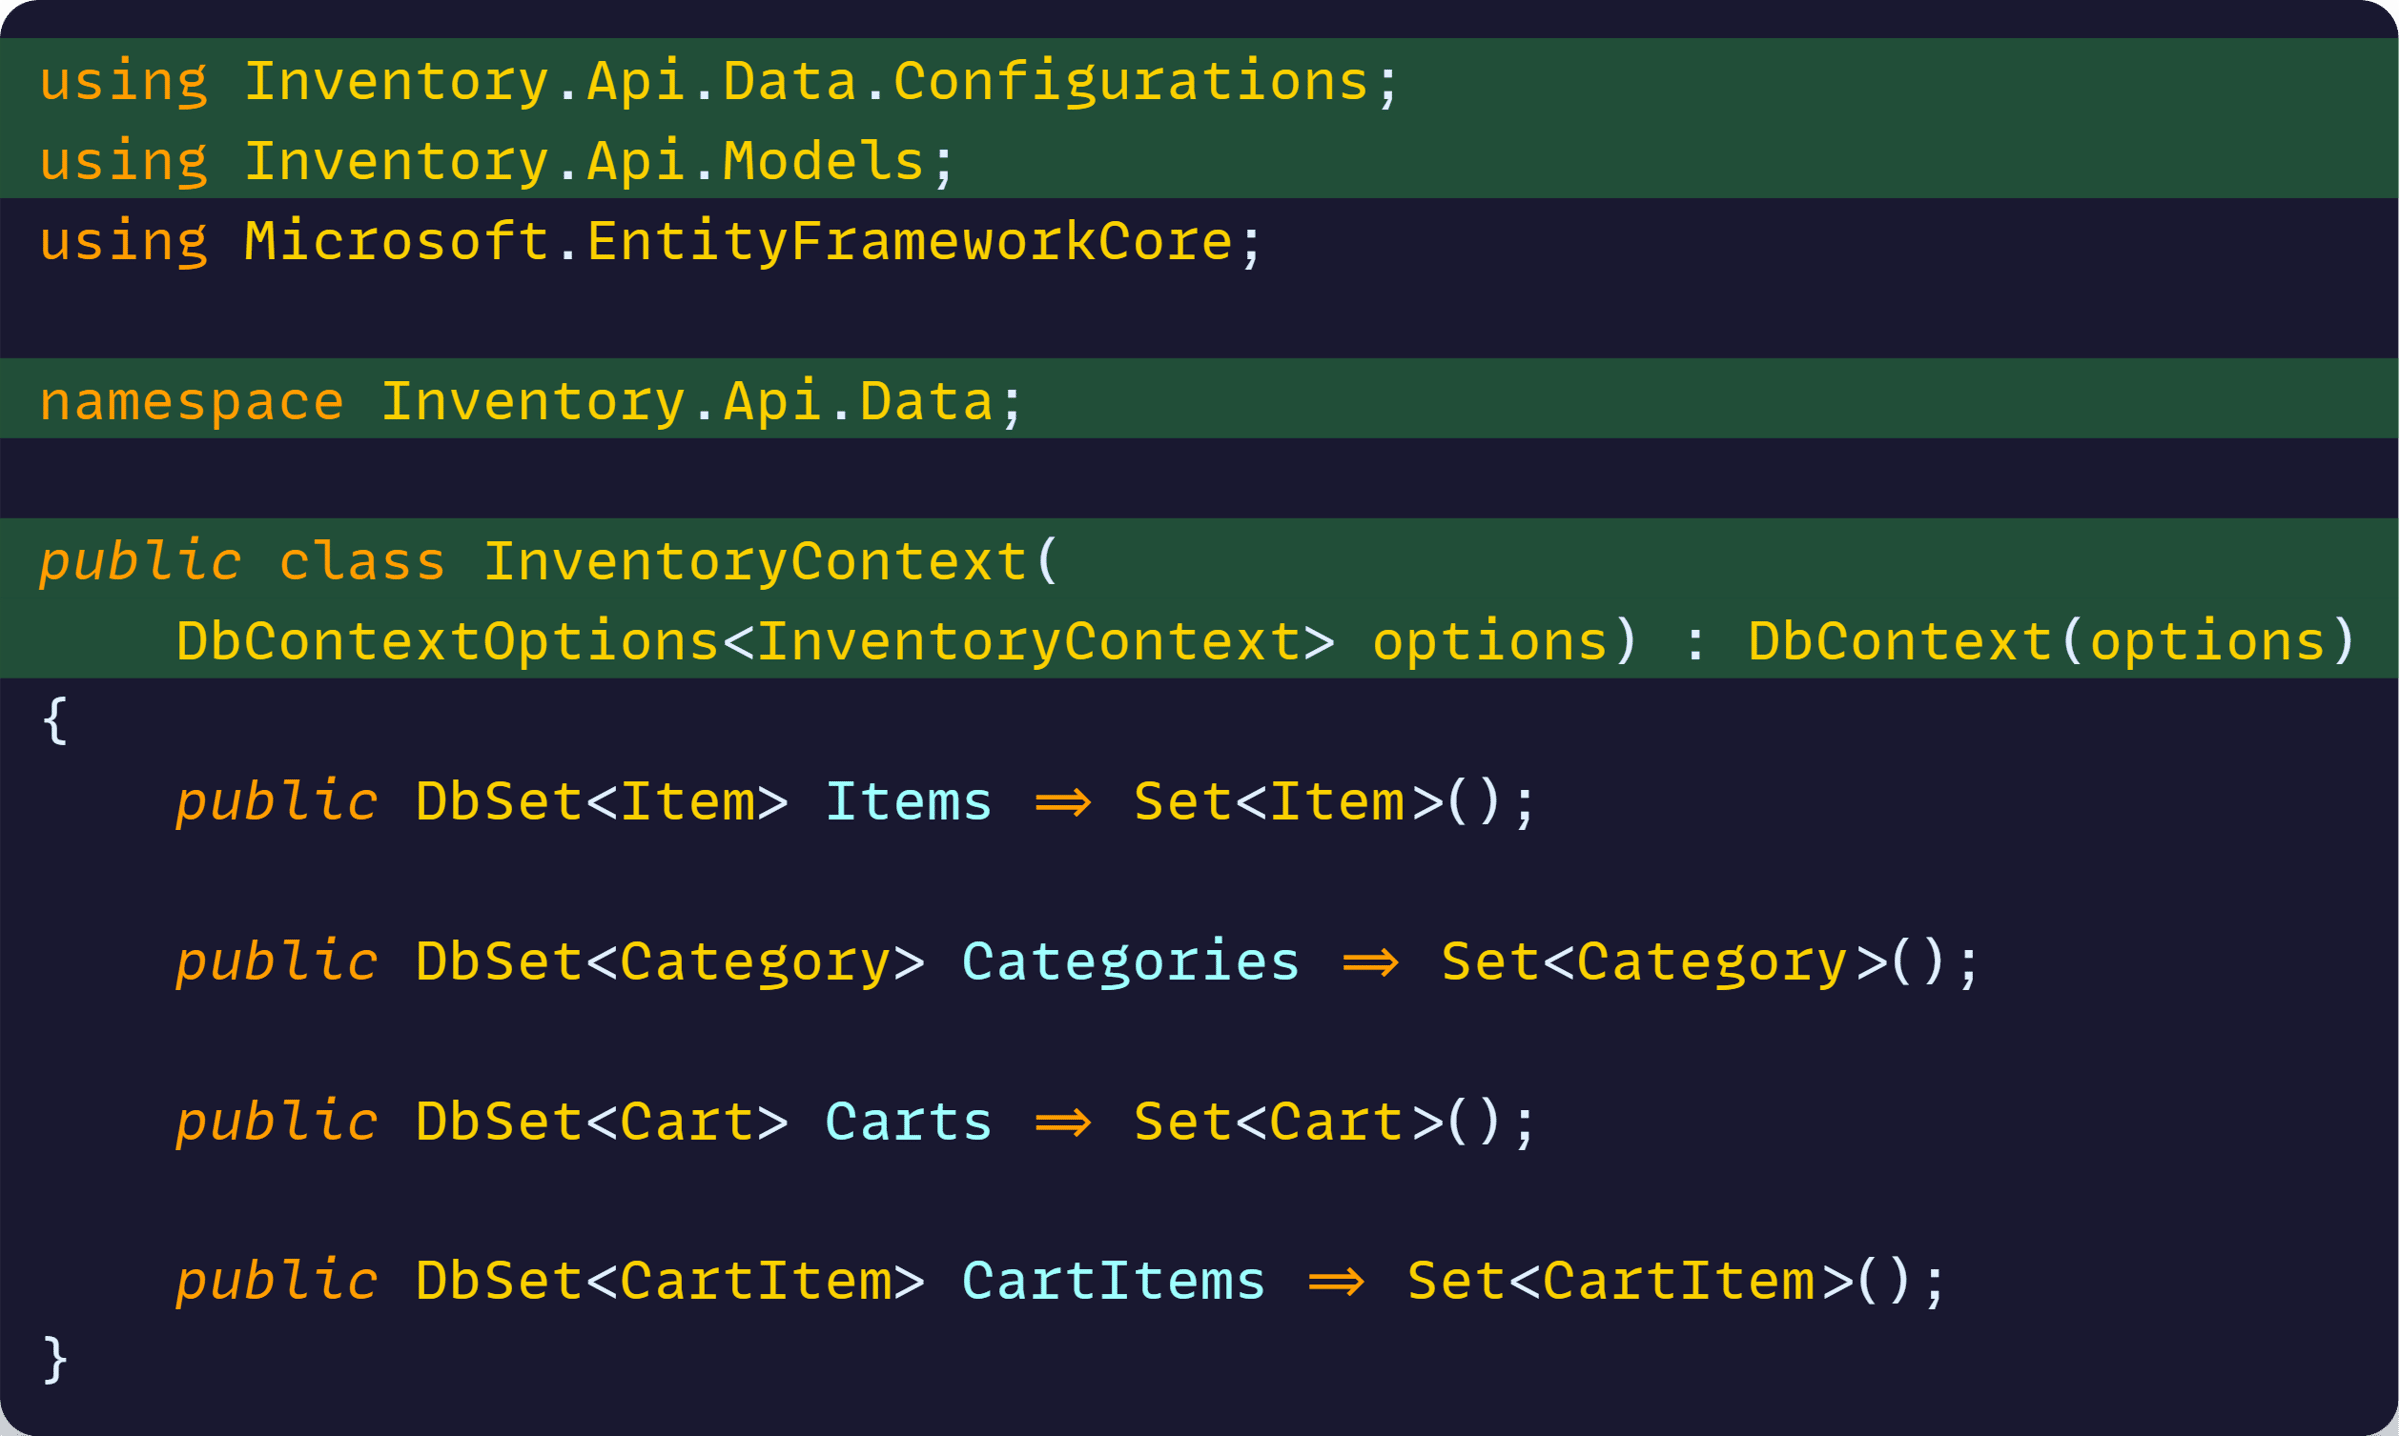 using Inventory.Api.Data.Configurations;
using Inventory.Api.Models;
using Microsoft.EntityFrameworkCore;
namespace Inventory.Api.Data;
public class InventoryContext(
    DbContextOptions<InventoryContext> options) : DbContext(options)
{
    public DbSet<Item> Items => Set<Item>();
    public DbSet<Category> Categories => Set<Category>();
    public DbSet<Cart> Carts => Set<Cart>();
    public DbSet<CartItem> CartItems => Set<CartItem>();
}